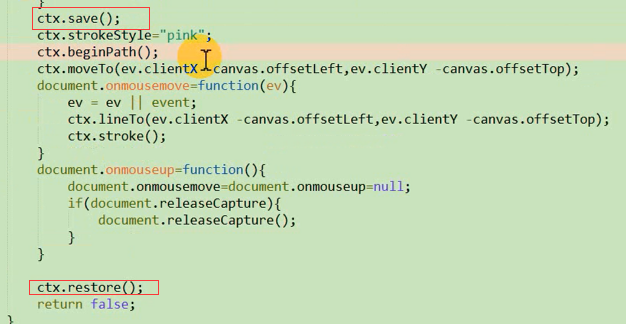 }
ctx.save();
ctx.strokeStyle="pink";
ctx.beginPath();
ctx.moveTo(ev.clientX -canvas.offsetLeft,ev.clientY -canvas.offsetTop);
document.onmousemove=function(ev){
ev = ev || event;
ctx.lineTo(ev.clientX -canvas.offsetLeft,ev.clientY -canvas.offsetTop);
ctx.stroke();
}
document.onmouseup=function(){
document.onmousemove=document.onmouseup=null;
if(document.releaseCapture){
document.releaseCapture();
}
}
ctx.restore();
return false;
}